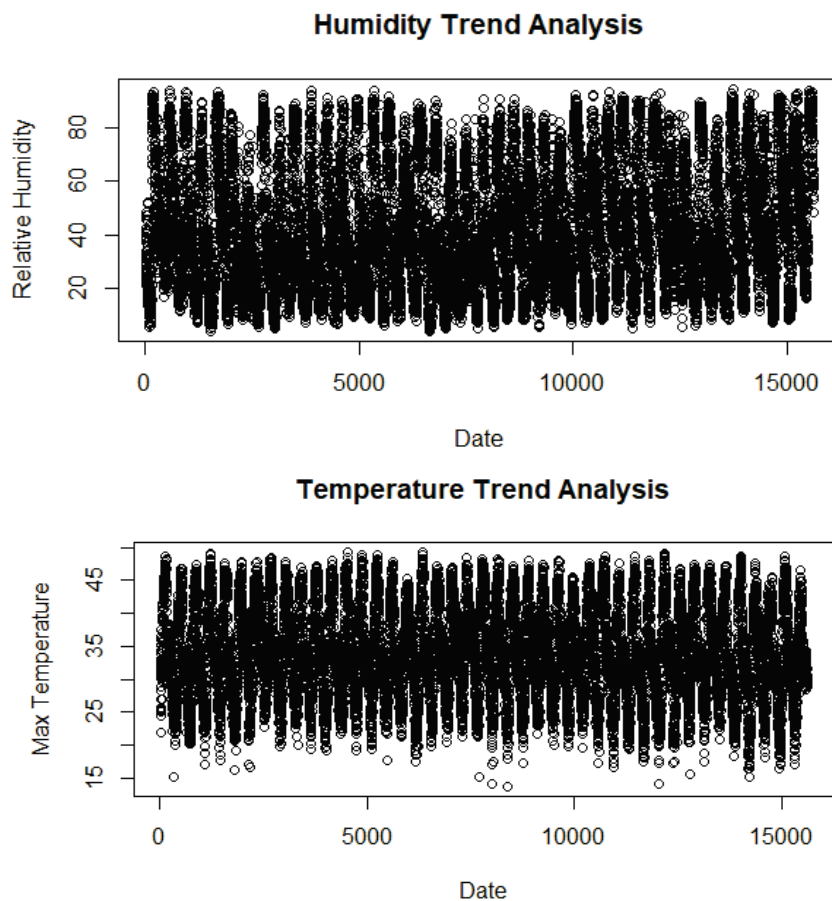 Humidity Trend Analysis
Relative Humidity
80
60
40
20
0 5000 10000 15000
Date
Temperature Trend Analysis
Max Temperature
45
35
25
15
0 5000 10000 15000
Date